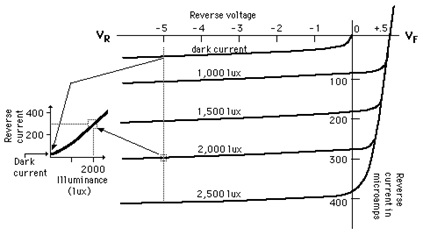 Reverse voltage
VR -5 -4 -3 -2 -1 0 +.5 VF
dark current
1,000 lux
100
1,500 lux
200
2,000 lux
300
2,500 lux
400
Reverse current in microamps
Reverse current
400
200
Dark current
2000
Illuminance
(lux)